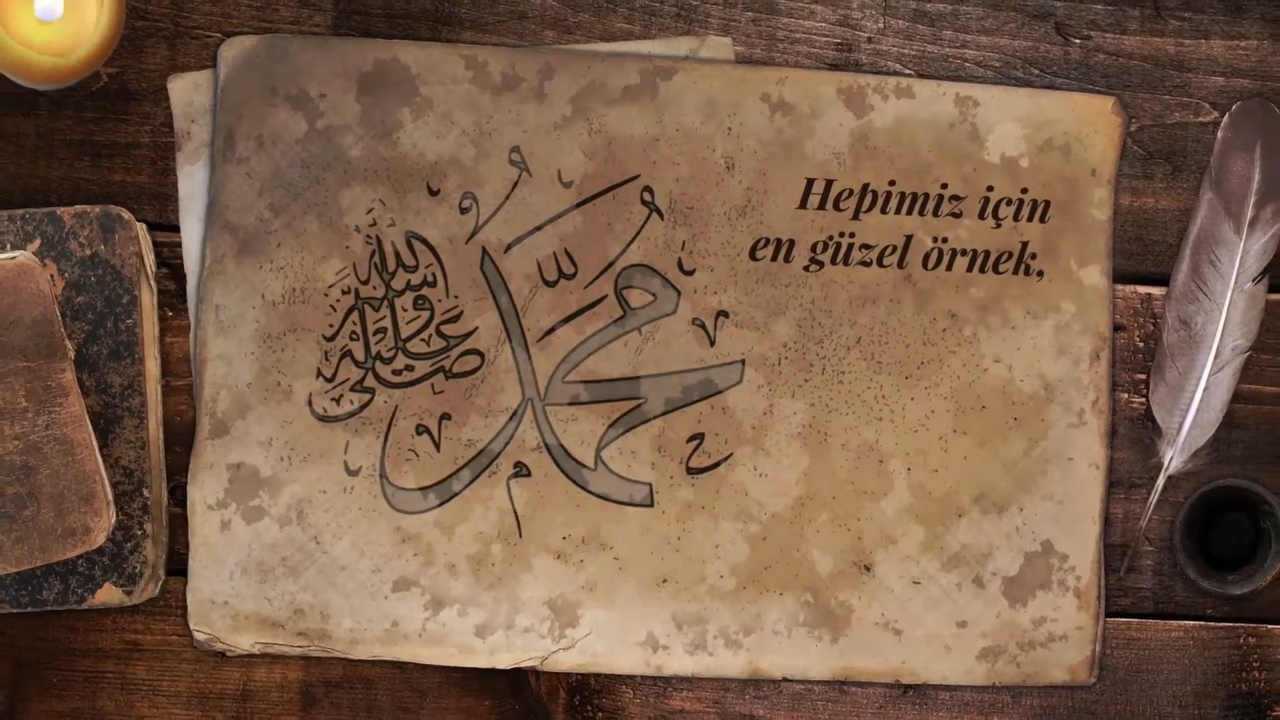 Hepimiz için
en güzel örnek,
محمد
صلى الله عليه وسلم